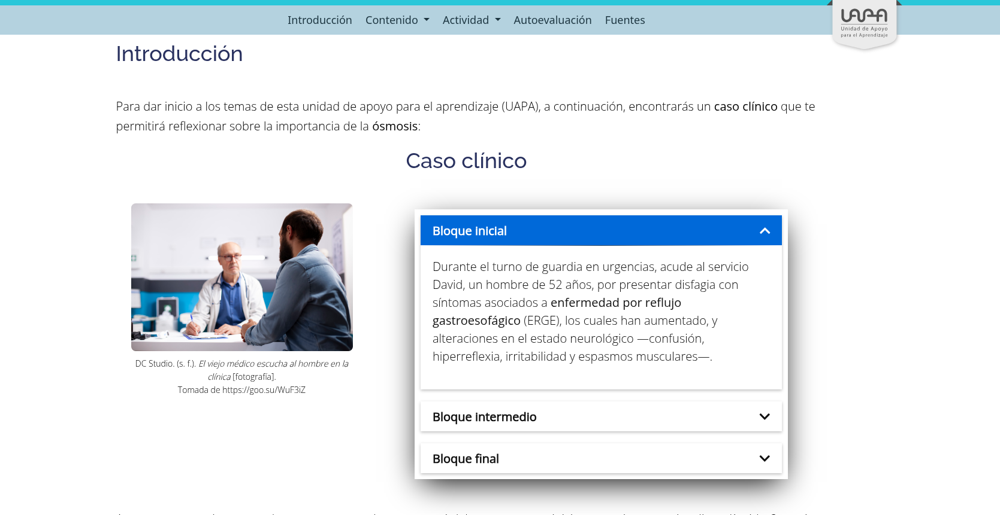 Introducción Contenido Actividad Autoevaluación Fuentes
UAPA
Unidad de Apoyo
para el Aprendizaje
Introducción
Para dar inicio a los temas de esta unidad de apoyo para el aprendizaje (UAPA), a continuación, encontrarás un caso clínico que te
permitirá reflexionar sobre la importancia de la ósmosis:
Caso clínico
DC Studio. (s. f.). El viejo médico escucha al hombre en la
clínica [fotografía].
Tomada de https://goo.su/WuF3iZ
Bloque inicial
Durante el turno de guardia en urgencias, acude al servicio
David, un hombre de 52 años, por presentar disfagia con
síntomas asociados a enfermedad por reflujo
gastroesofágico (ERGE), los cuales han aumentado, y
alteraciones en el estado neurológico —confusión,
hiperreflexia, irritabilidad y espasmos musculares—.
Bloque intermedio
Bloque final